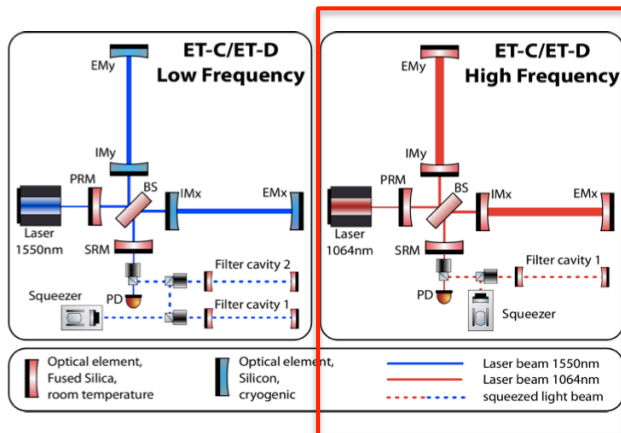 ET-C/ET-D
Low Frequency
EMy
IMy
PRM
BS
IMx
EMx
Laser
1550nm
SRM
Filter cavity 2
PD
Squeezer
Filter cavity 1
ET-C/ET-D
High Frequency
EMy
IMy
PRM
BS
IMx
EMx
Laser
1064nm
SRM
Filter cavity 1
PD
Squeezer
Optical element,
Fused Silica,
room temperature
Optical element,
Silicon,
cryogenic
Laser beam 1550nm
Laser beam 1064nm
squeezed light beam